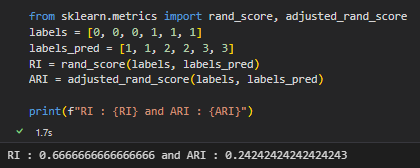 from sklearn.metrics import rand_score, adjusted_rand_score
labels = [0, 0, 0, 1, 1, 1]
labels_pred = [1, 1, 2, 2, 3, 3]
RI = rand_score(labels, labels_pred)
ARI = adjusted_rand_score(labels, labels_pred)

print(f"RI : {RI} and ARI : {ARI}")
✓ 1.7s
RI : 0.6666666666666666 and ARI : 0.24242424242424243